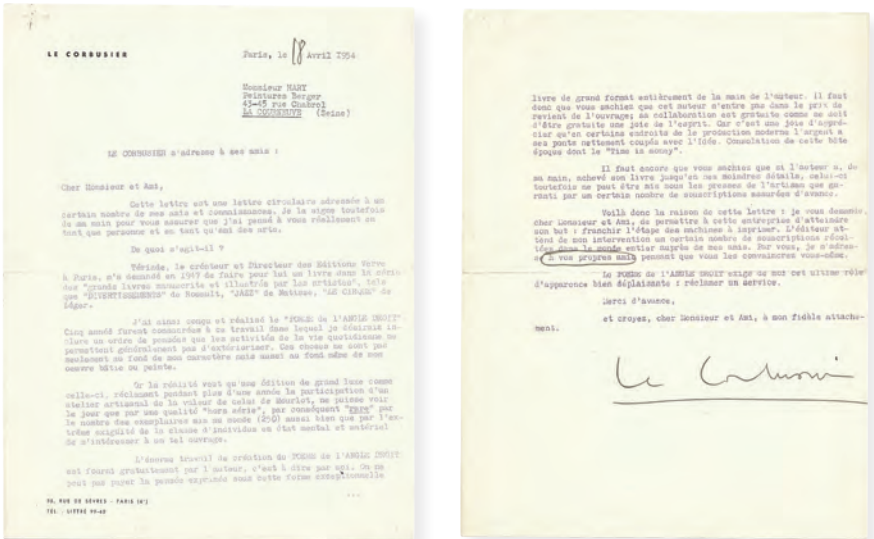 LE CORBUSIER
Paris, le 18 Avril 1954
Monsieur HANY
Peintures Berger
43-45 rue Chabrol
LA COURNEUVE (Seine)
LE CORBUSIER s'adresse à ses amis :
Cher Monsieur et Ami,
Cette lettre est une lettre circulaire adressée à un
certain nombre de mes amis et connaissances. Je la signe toutefois
de ma main pour vous assurer que j'ai pensé à vous réellement en
tant que personne et en tant qu'ami des arts.
De quoi s'agit-il ?
Tériade, le créateur et Directeur des Editions Verve
à Paris, m'a demandé en 1947 de faire pour lui un livre dans la série
des "grands livres manuscrits et illustrés par les artistes", tels
que "DIVERTISSEMENTS" de Rouault, "JAZZ" de Matisse, "LE CIRQUE" de
Léger.
J'ai ainsi conçu et réalisé le "POEME de l'ANGLE DROIT"
Cinq années furent consacrées à ce travail dans lequel je désirais in-
clure un ordre de pensées que les activités de la vie quotidienne ne
permettent généralement pas d'extérioriser. Ces choses ne sont pas
seulement au fond de mon caractère mais aussi au fond même de mon
oeuvre bâtie ou peinte.
Or la réalité veut qu'une édition de grand luxe comme
celle-ci, réclamant pendant plus d'une année la participation d'un
atelier artisanal de la valeur de celui de Mourlot, ne puisse voir
le jour que par une qualité "hors série", par conséquent "rare" par
le nombre des exemplaires mis au monde (250) aussi bien que par l'ex-
trême exiguïté de la classe d'individus en état mental et matériel
de s'intéresser à un tel ouvrage.
L'énorme travail de création de POEME de l'ANGLE DROIT
est fourni gratuitement par l'auteur, c'est à dire par moi. On ne
peut pas payer la pensée exprimée sous cette forme exceptionnelle
...
35, RUE DE SÈVRES - PARIS (6e)
TÉL. : LITTRÉ 99-62
livre de grand format entièrement de la main de l'auteur. Il faut
donc que vous sachiez que cet auteur n'entre pas dans le prix de
revient de l'ouvrage; sa collaboration est gratuite comme se doit
d'être gratuite une joie de l'esprit. Car c'est une joie d'appré-
cier qu'en certains endroits de la production moderne l'argent a
ses ponts nettement coupés avec l'idée. Consolation de cette hâte
époque dont le "Time is money".
Il faut encore que vous sachiez que si l'auteur a, de
sa main, achevé son livre jusqu'en ses moindres détails, celui-ci
toutefois ne peut être mis sous les presses de l'artisan que ga-
ranti par un certain nombre de souscriptions assurées d'avance.
Voilà donc la raison de cette lettre : je vous demande,
cher Monsieur et Ami, de permettre à cette entreprise d'atteindre
son but : franchir l'étape des machines à imprimer. L'éditeur at-
tend de mon intervention un certain nombre de souscriptions récol-
tées dans le monde entier auprès de mes amis. Par vous, je m'adres-
se à vos propres amis pensant que vous les convaincrez vous-même.
Le POEME de l'ANGLE DROIT exige de moi cet ultime rôle
d'apparence bien déplaisante : réclamer un service.
Merci d'avance,
et croyez, cher Monsieur et Ami, à mon fidèle attache-
ment.
Le Corbusier